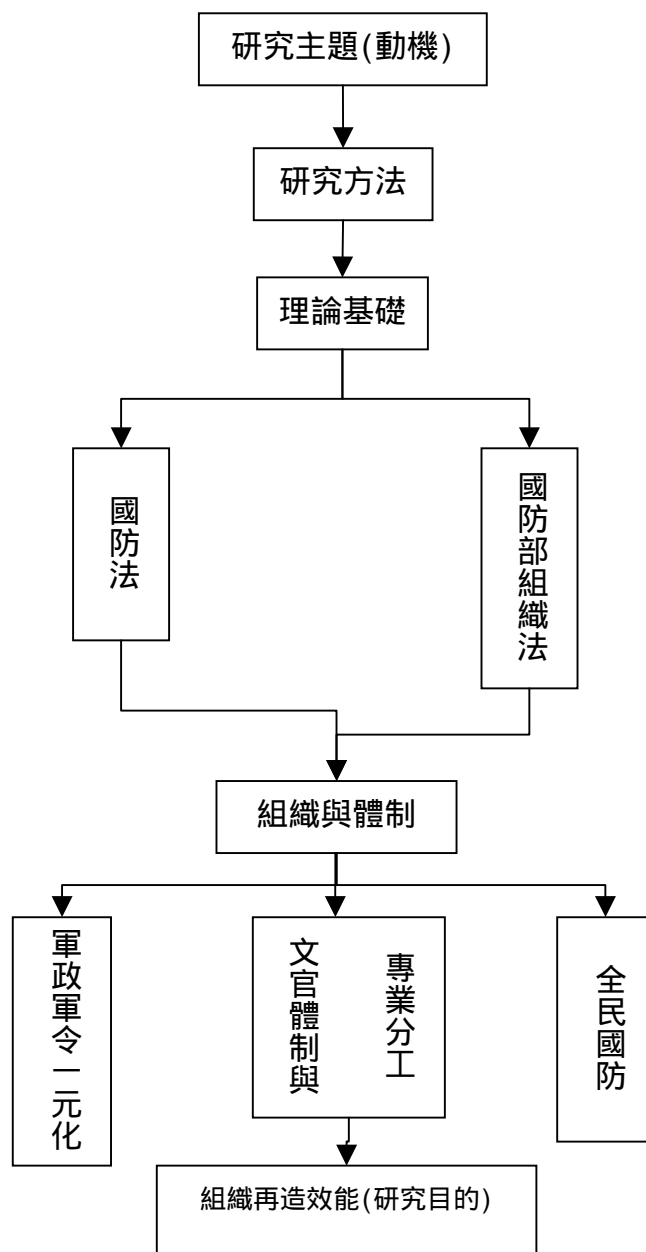 研究主題(動機)
研究方法
理論基礎
國防法
國防部組織法
組織與體制
軍政軍令一元化
文官體制與
專業分工
全民國防
組織再造效能(研究目的)